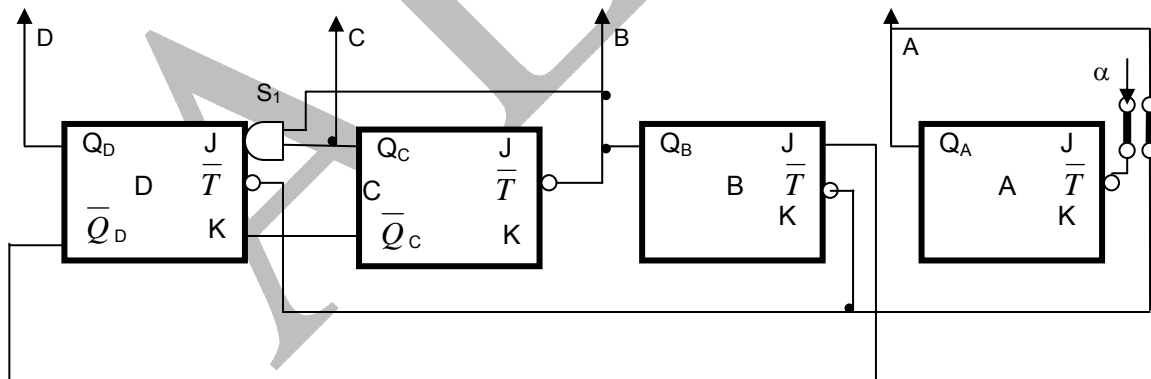 D
C
B
A
α
S₁
Q_D J
D T̅
Q̅_D K
Q_C J
C T̅
Q̅_C K
Q_B J
B T̅
K
Q_A J
A T̅
K